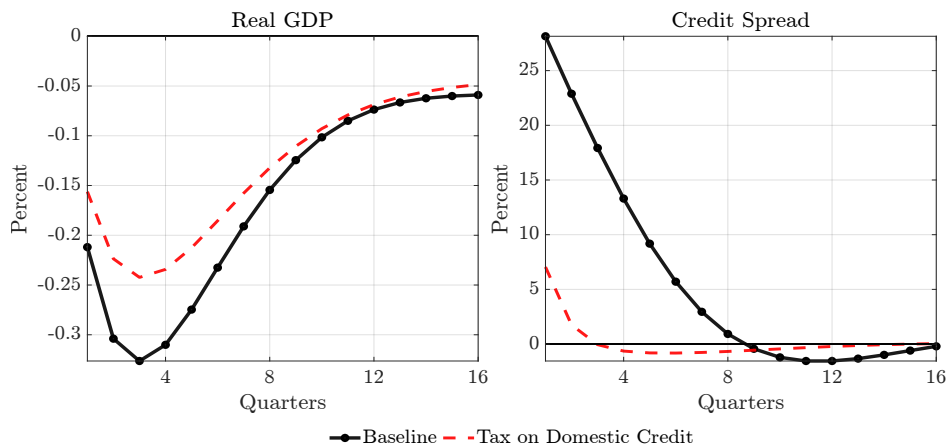 Real GDP
0
-0.05
-0.1
-0.15
-0.2
-0.25
-0.3
Percent
4
8
12
16
Quarters
Credit Spread
25
20
15
10
5
0
Percent
4
8
12
16
Quarters
Baseline
Tax on Domestic Credit